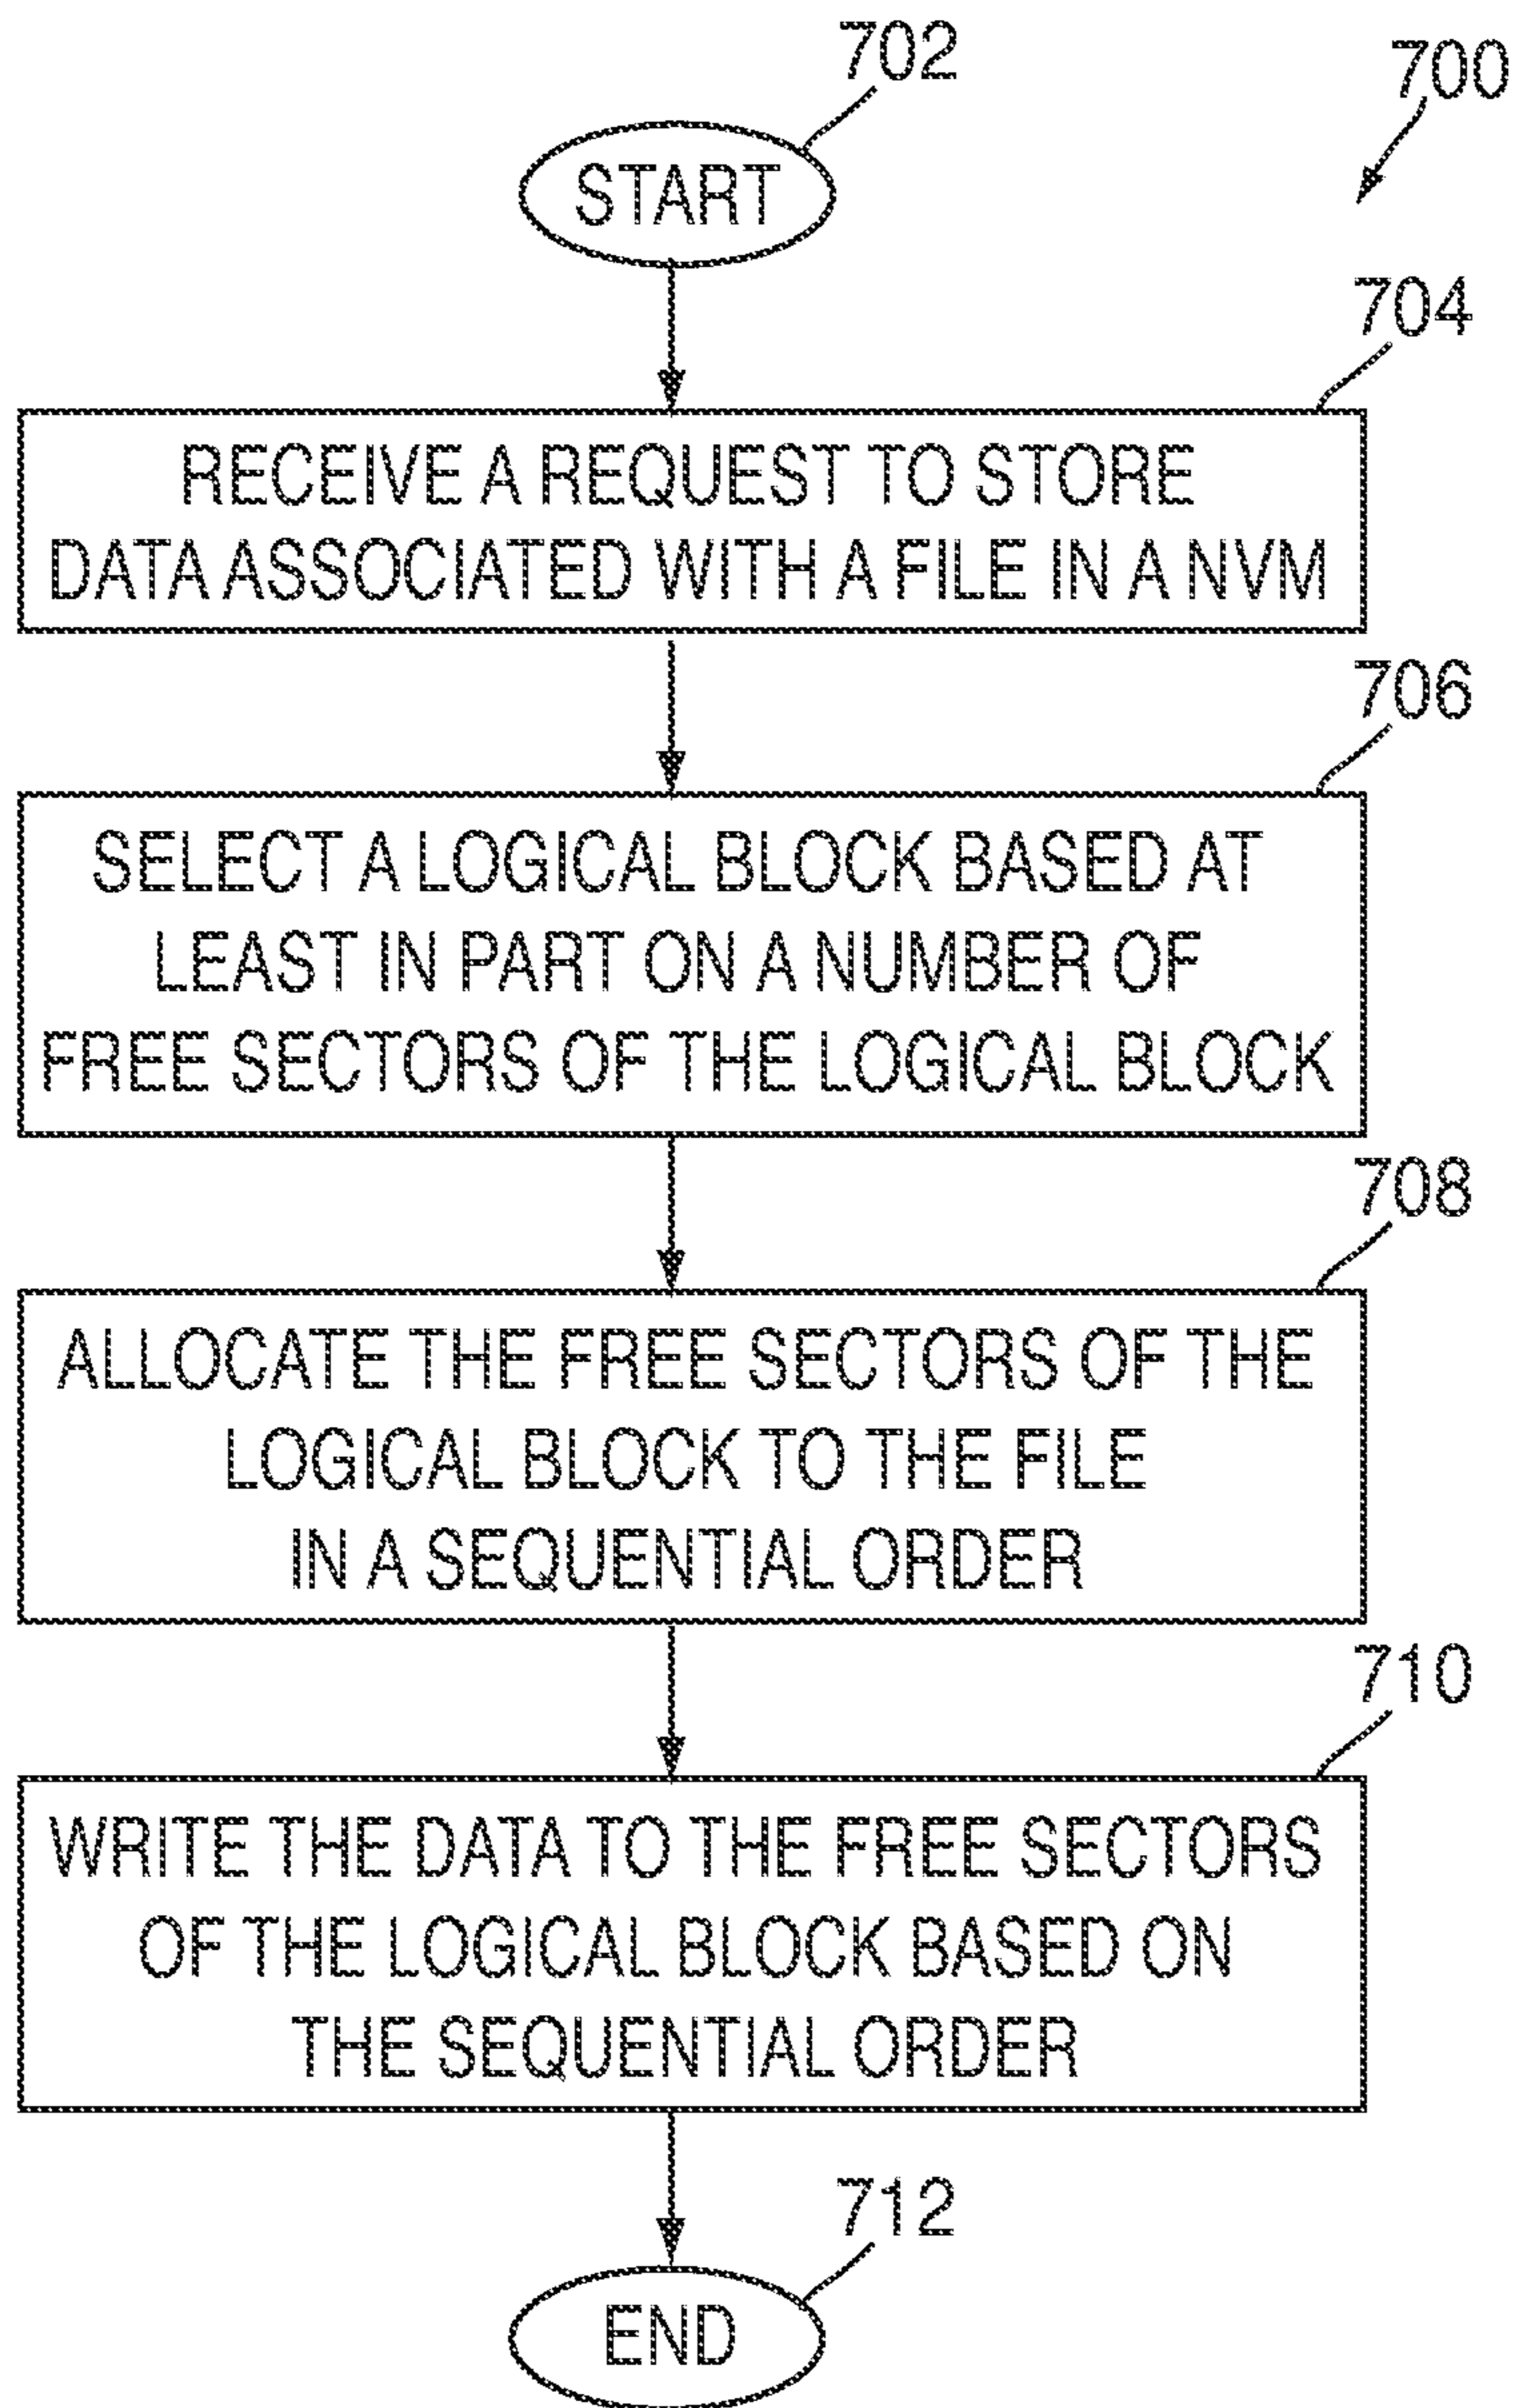 702
700
START
704
RECEIVE A REQUEST TO STORE
DATA ASSOCIATED WITH A FILE IN A NVM
706
SELECT A LOGICAL BLOCK BASED AT
LEAST IN PART ON A NUMBER OF
FREE SECTORS OF THE LOGICAL BLOCK
708
ALLOCATE THE FREE SECTORS OF THE
LOGICAL BLOCK TO THE FILE
IN A SEQUENTIAL ORDER
710
WRITE THE DATA TO THE FREE SECTORS
OF THE LOGICAL BLOCK BASED ON
THE SEQUENTIAL ORDER
712
END